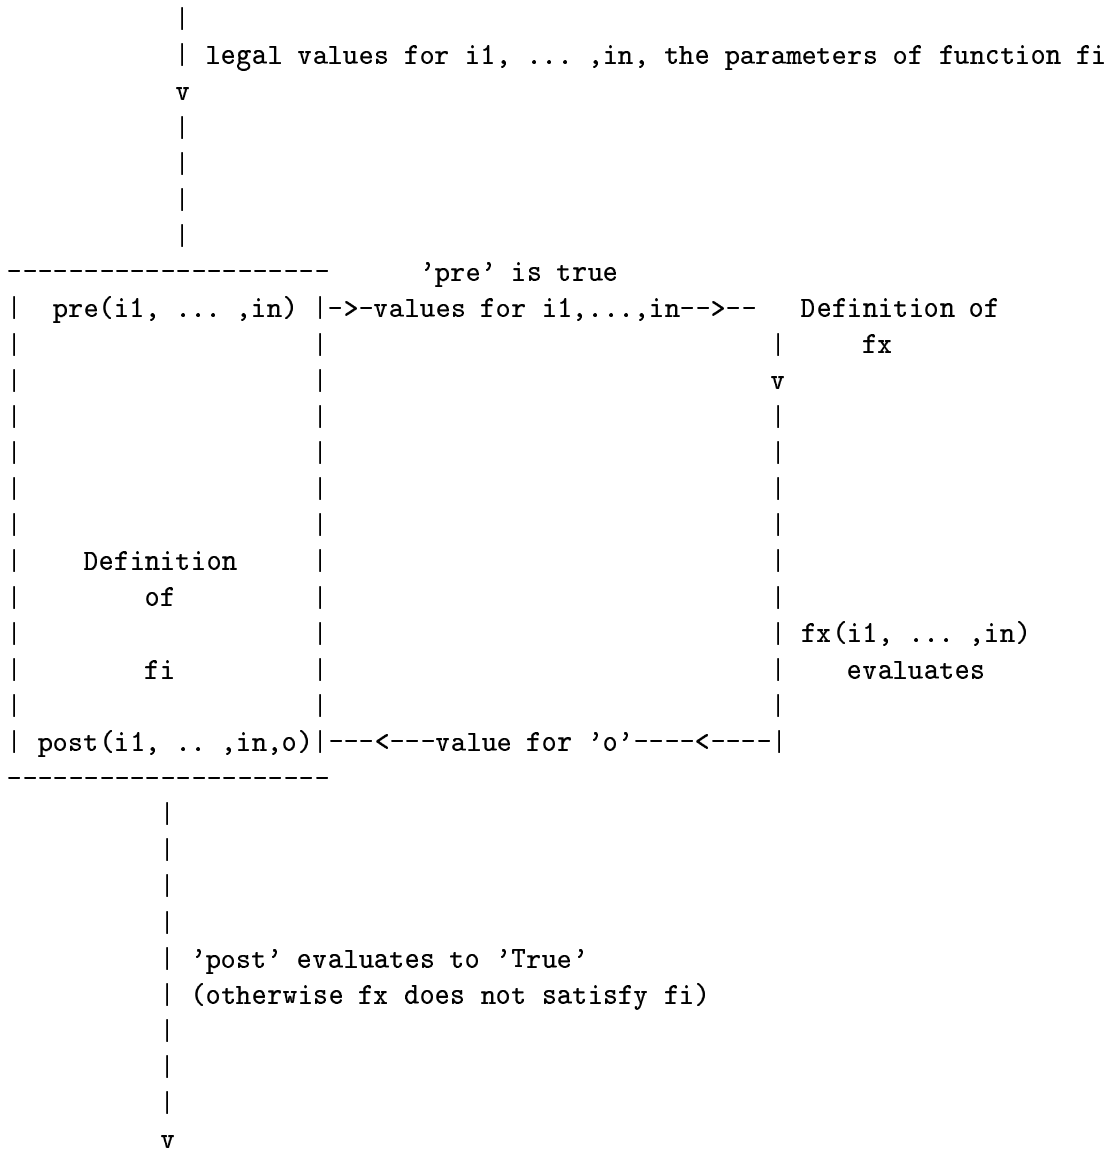 legal values for i1, ... ,in, the parameters of function fi
v
'pre' is true
pre(i1, ... ,in) |->-values for i1,...,in-->-- Definition of
fx
v
Definition
of
fx(i1, ... ,in)
fi evaluates
post(i1, .. ,in,o)|---<---value for 'o'----<----|
'post' evaluates to 'True'
(otherwise fx does not satisfy fi)
v